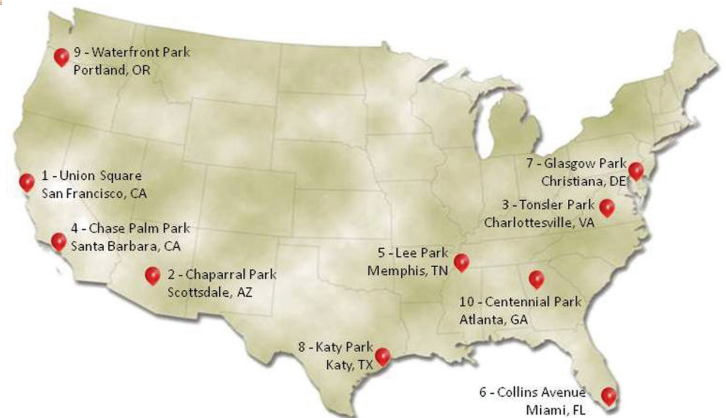 9 - Waterfront Park
Portland, OR
1 - Union Square
San Francisco, CA
7 - Glasgow Park
Christiana, DE
3 - Tonsler Park
Charlottesville, VA
4 - Chase Palm Park
Santa Barbara, CA
5 - Lee Park
Memphis, TN
2 - Chaparral Park
Scottsdale, AZ
10 - Centennial Park
Atlanta, GA
8 - Katy Park
Katy, TX
6 - Collins Avenue
Miami, FL